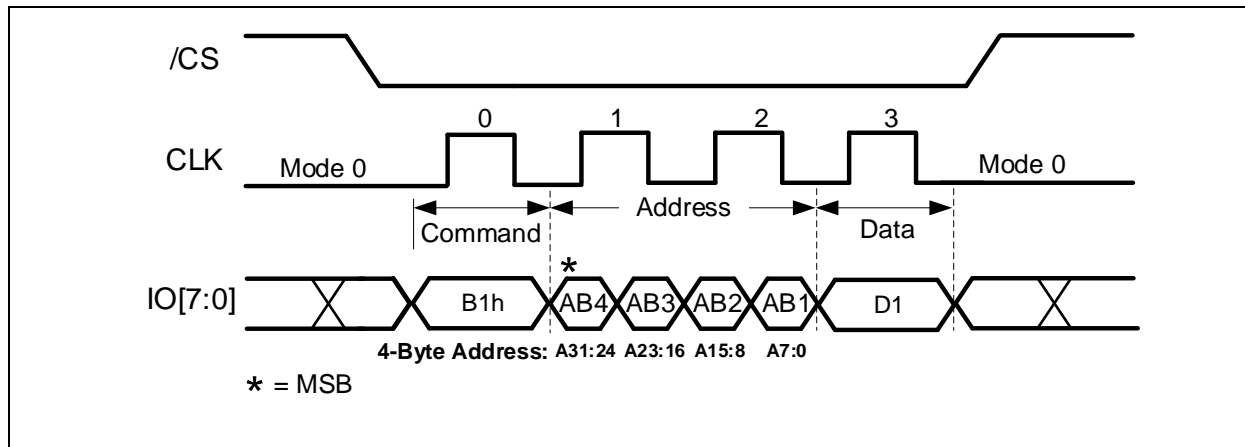 /CS
0 1 2 3
CLK Mode 0 Mode 0
Command Address Data
* 
IO[7:0] B1h AB4 AB3 AB2 AB1 D1
4-Byte Address: A31:24 A23:16 A15:8 A7:0
* = MSB